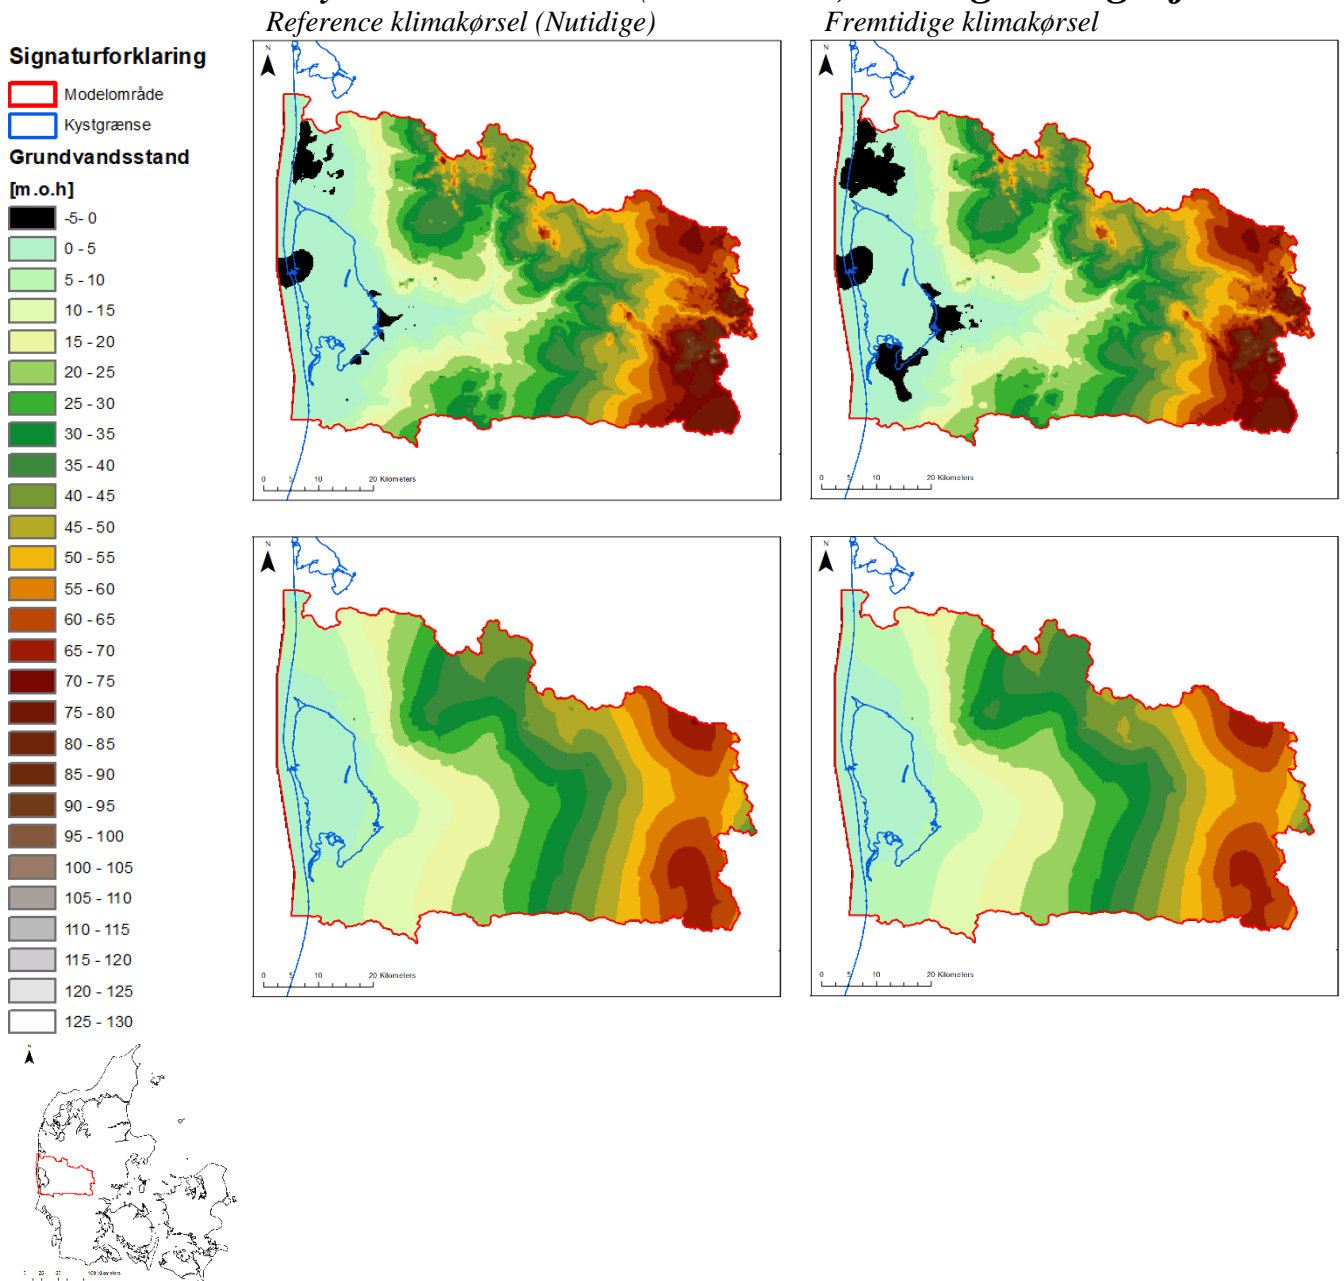 Reference klimakørsel (Nutidige)
Fremtidige klimakørsel
Signaturforklaring
Modelområde
Kystgrænse
Grundvandsstand
[m.o.h]
-5- 0
0 - 5
5 - 10
10 - 15
15 - 20
20 - 25
25 - 30
30 - 35
35 - 40
40 - 45
45 - 50
50 - 55
55 - 60
60 - 65
65 - 70
70 - 75
75 - 80
80 - 85
85 - 90
90 - 95
95 - 100
100 - 105
105 - 110
110 - 115
115 - 120
120 - 125
125 - 130
N
0 5 10 20 Kilometers
N
0 5 10 20 Kilometers
N
0 5 10 20 Kilometers
N
0 5 10 20 Kilometers
N
100 Kilometers